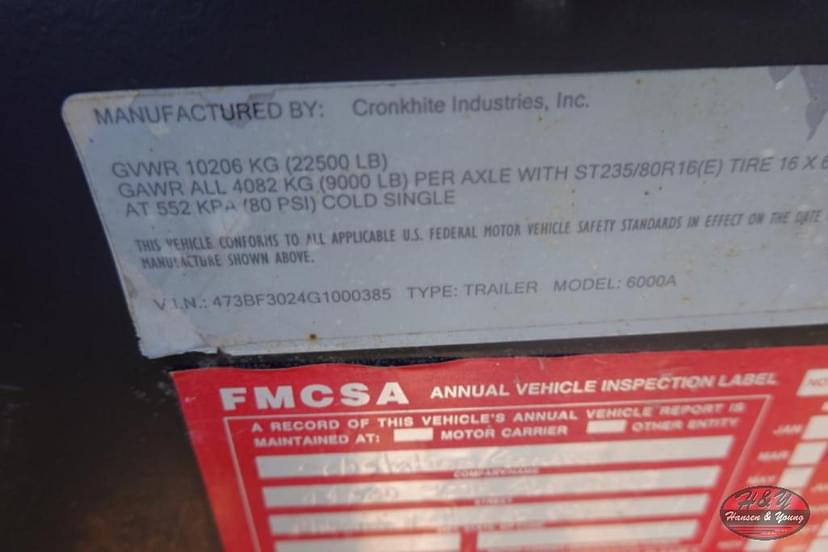 MANUFACTURED BY: Cronkhite Industries, Inc.
GVWR 10206 KG (22500 LB)
GAWR ALL 4082 KG (9000 LB) PER AXLE WITH ST235/80R16(E) TIRE 16 X 6
AT 552 KPA (80 PSI) COLD SINGLE
THIS VEHICLE CONFORMS TO ALL APPLICABLE U.S. FEDERAL MOTOR VEHICLE SAFETY STANDARDS IN EFFECT ON THE DATE
MANUFACTURE SHOWN ABOVE.
V.I.N.: 473BF3024G1000385 TYPE: TRAILER MODEL: 6000A
FMCSA ANNUAL VEHICLE INSPECTION LABEL
A RECORD OF THIS VEHICLE'S ANNUAL VEHICLE REPORT IS
MAINTAINED AT: MOTOR CARRIER OTHER ENTITY
COMPANY NAME
STREET
JAN
MAR
H&Y
Hansen & Young